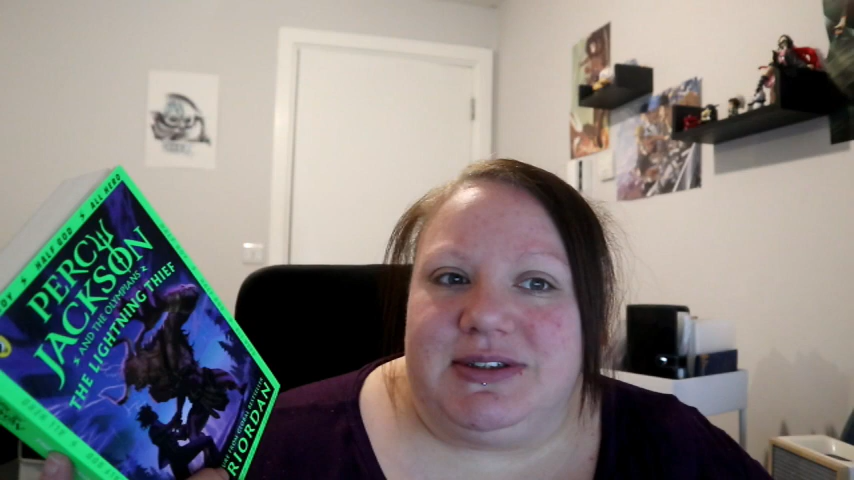 HALF GOD ⚡ ALL HERO
PERCY
JACKSON
AND THE OLYMPIANS
THE LIGHTNING THIEF
RIORDAN